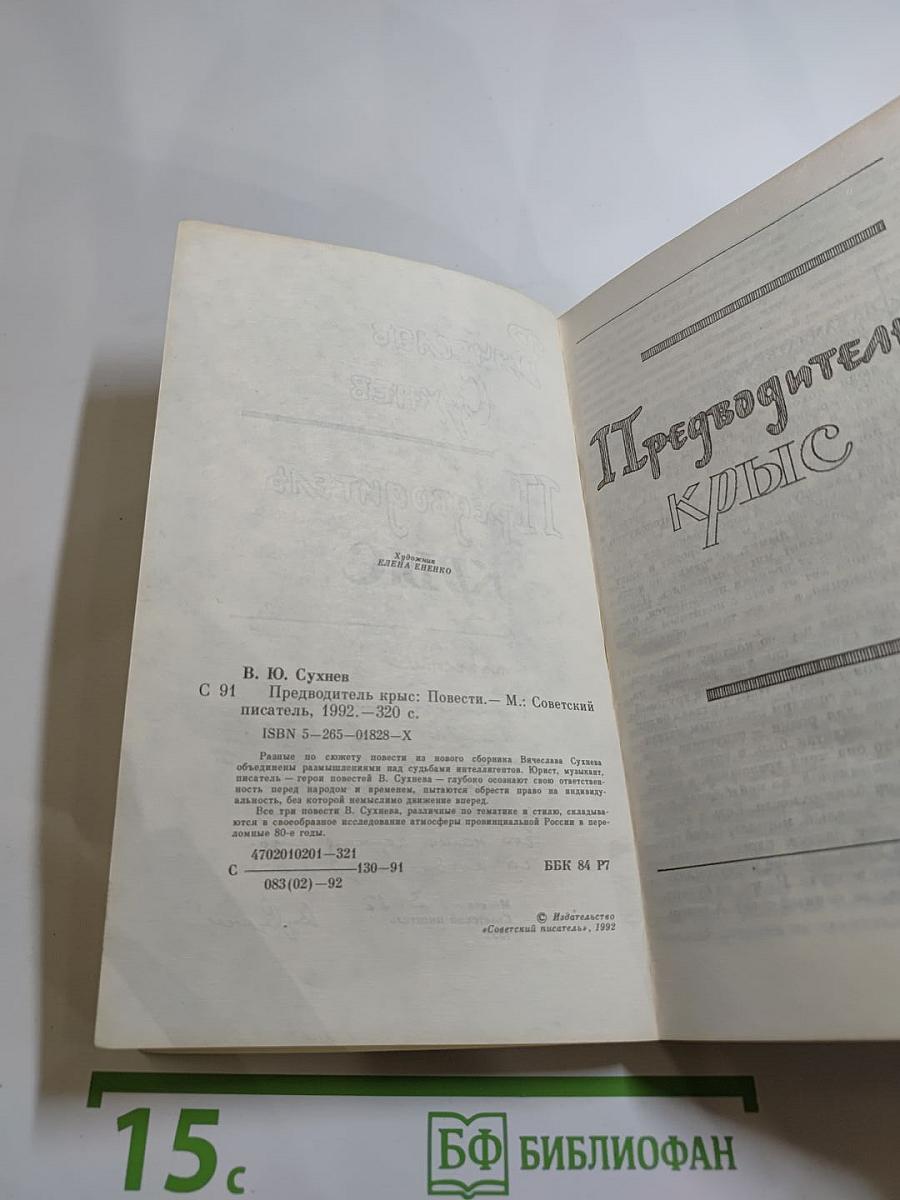 Художник
ЕЛЕНА ЕНЕНКО
В. Ю. Сухнев
С 91 Предводитель крыс: Повести.— М.: Советский
писатель, 1992.—320 с.
ISBN 5—265—01828—X
Разные по сюжету повести из нового сборника Вячеслава Сухнева
объединены размышлениями над судьбами интеллигентов. Юрист, музыкант,
писатель — герои повестей В. Сухнева — глубоко осознают свою ответствен-
ность перед народом и временем, пытаются обрести право на индивиду-
альность, без которой немыслимо движение вперед.
Все три повести В. Сухнева, различные по тематике и стилю, складыва-
ются в своеобразное исследование атмосферы провинциальной России в пере-
ломные 80-е годы.
4702010201—321
С 130—91
083(02)—92
ББК 84 Р7
© Издательство
«Советский писатель», 1992
Предводитель
крыс
15 с
БФ БИБЛИОФАН